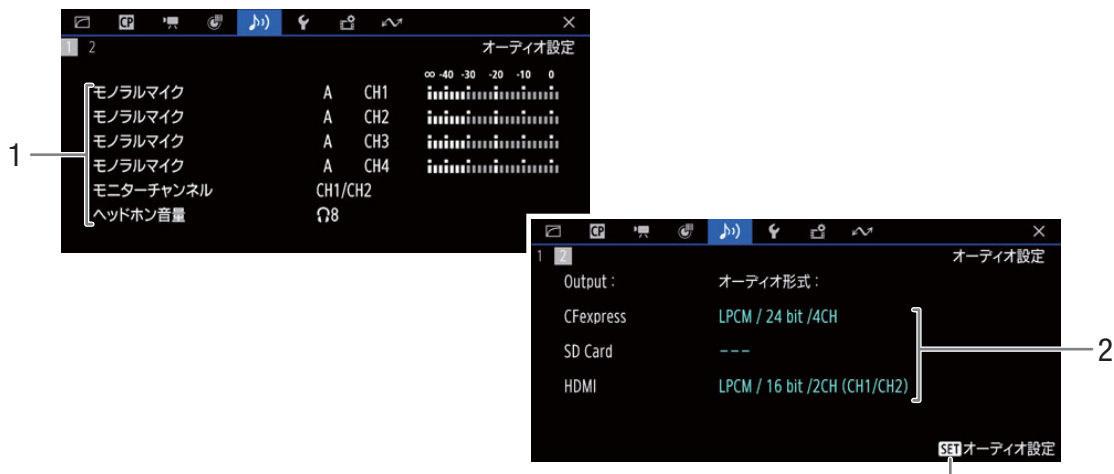 CP
1 2 オーディオ設定
∞ -40 -30 -20 -10 0
モノラルマイク A CH1
モノラルマイク A CH2
モノラルマイク A CH3
モノラルマイク A CH4
モニターチャンネル CH1/CH2
ヘッドホン音量 8
1
CP
1 2 オーディオ設定
Output : オーディオ形式 :
CFexpress LPCM / 24 bit /4CH
SD Card ---
HDMI LPCM / 16 bit /2CH (CH1/CH2)
2
SET オーディオ設定